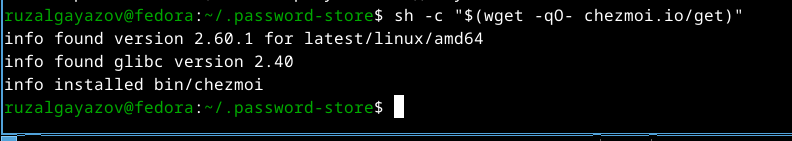 ruzalgayazov@fedora:~/.password-store$ sh -c "$(wget -qO- chezmoi.io/get)"
info found version 2.60.1 for latest/linux/amd64
info found glibc version 2.40
info installed bin/chezmoi
ruzalgayazov@fedora:~/.password-store$